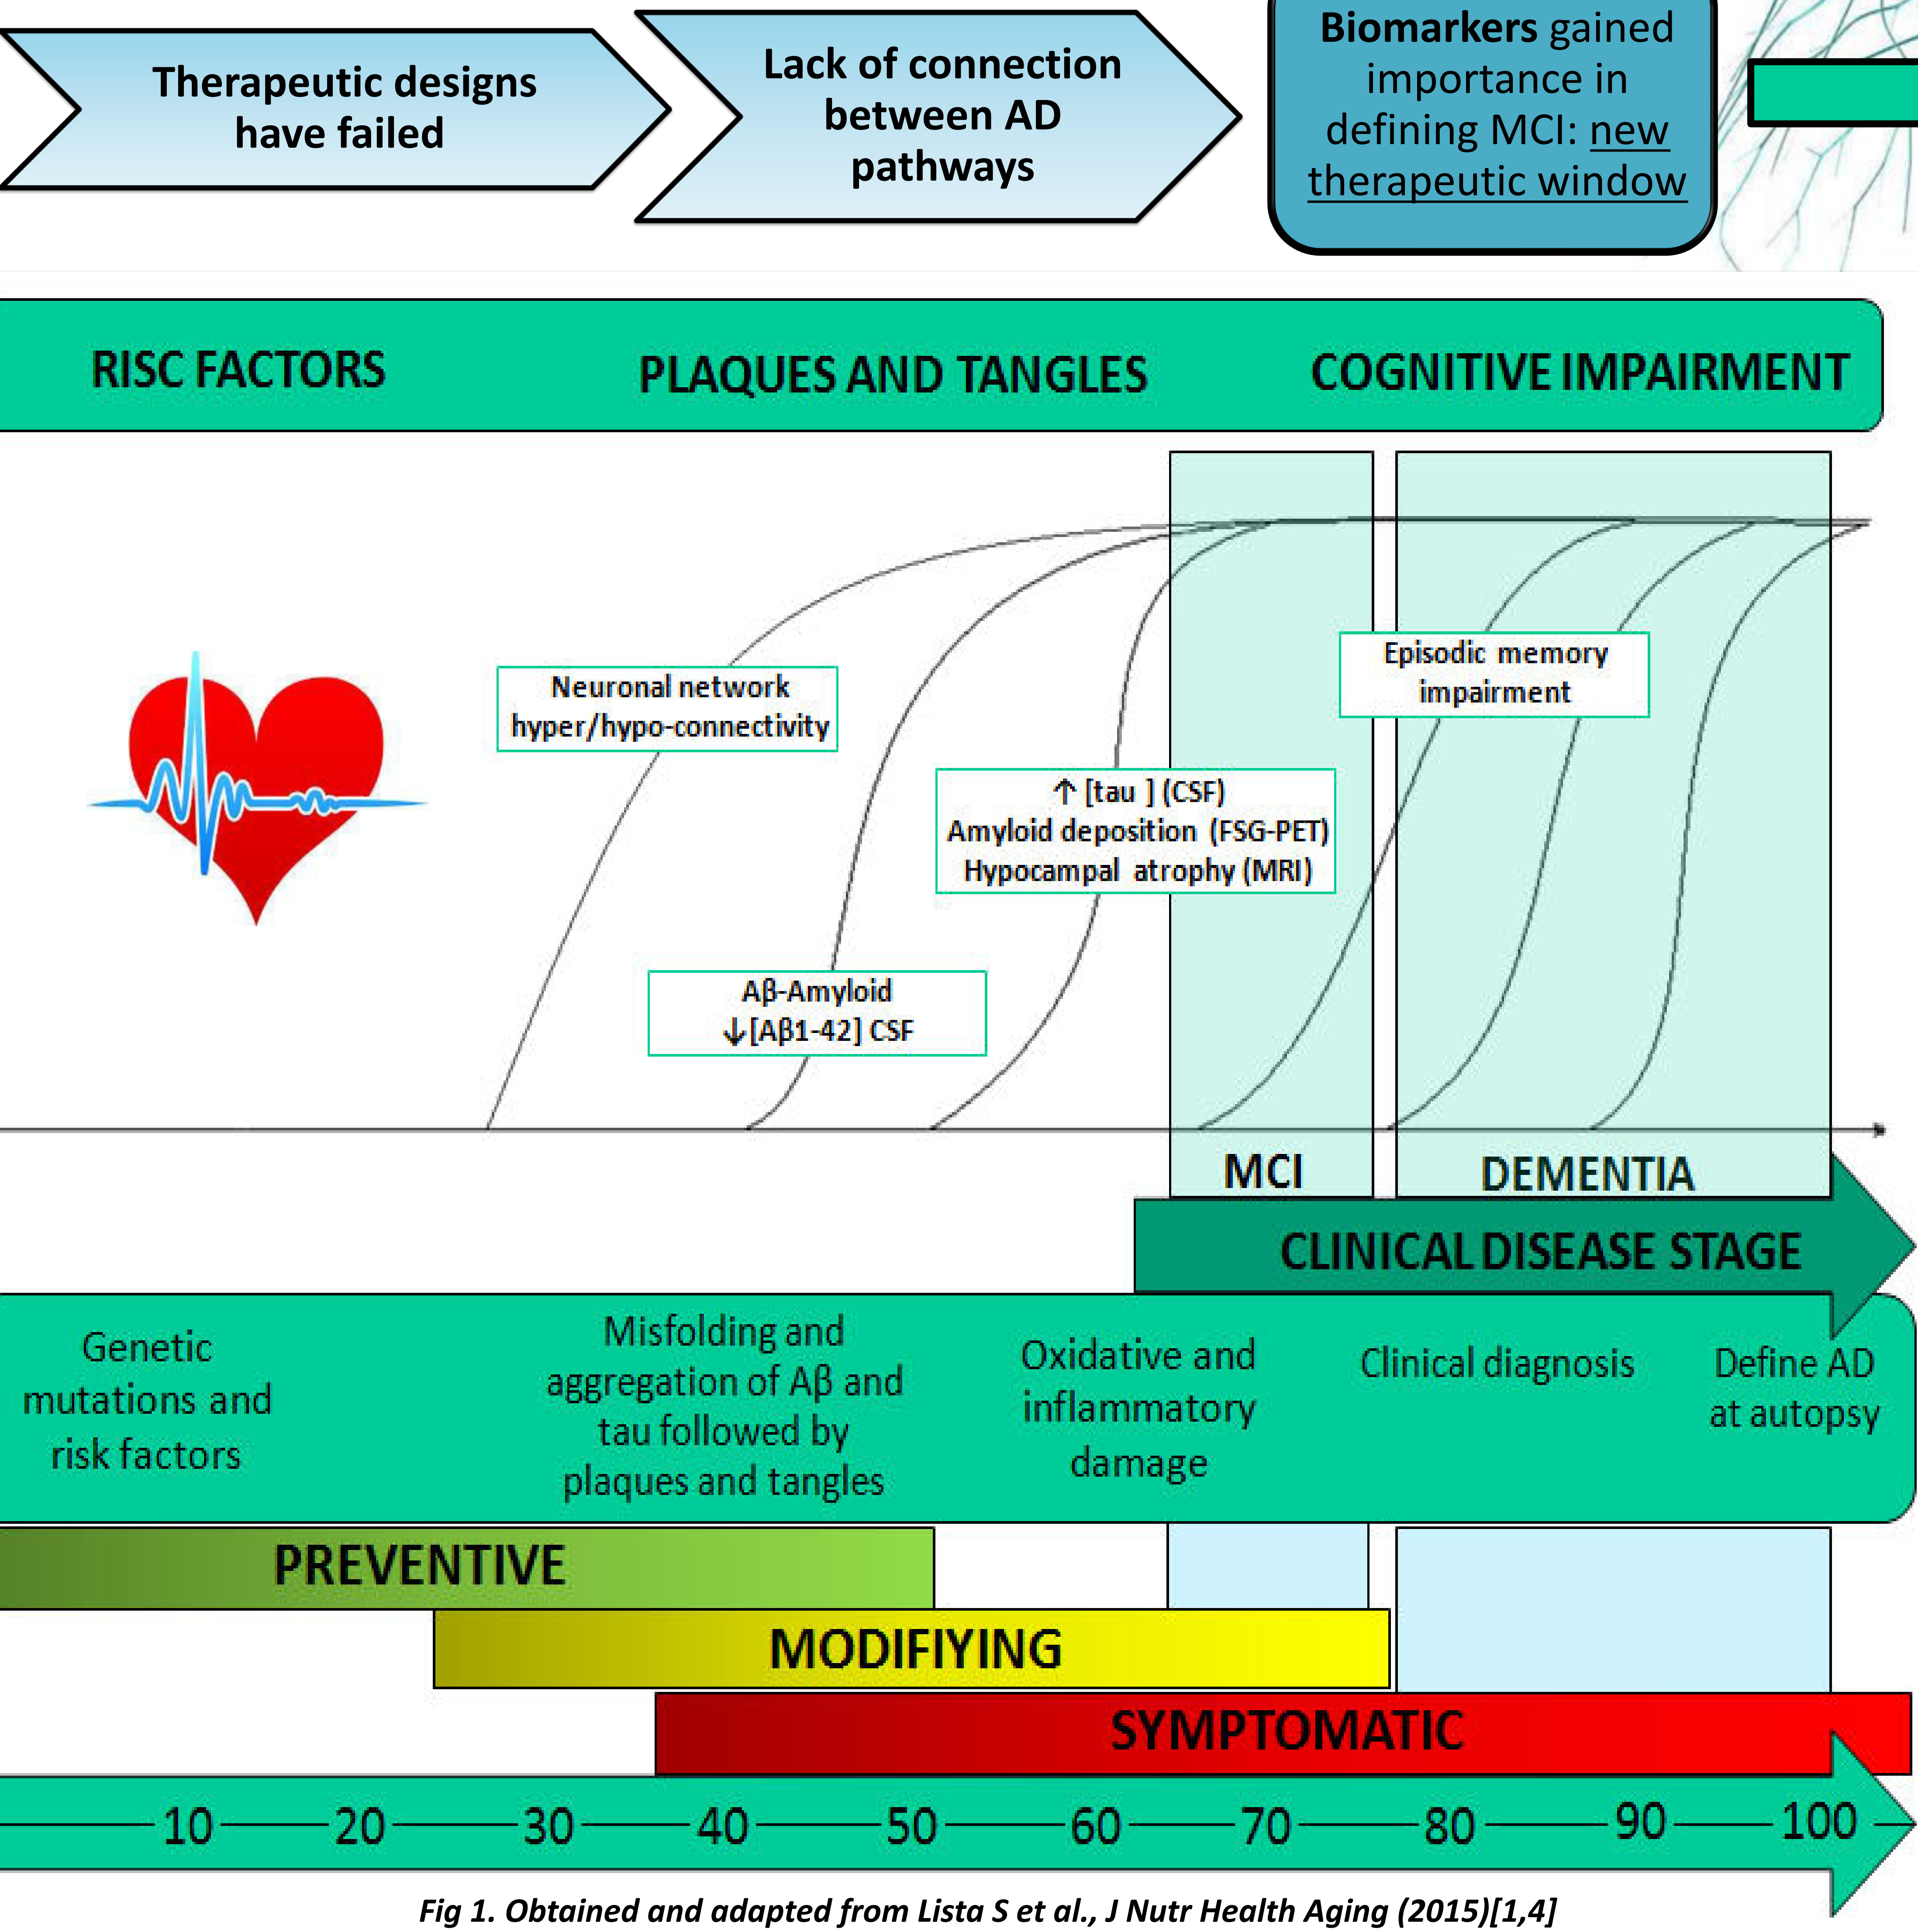 Therapeutic designs
have failed
Lack of connection
between AD
pathways
Biomarkers gained
importance in
defining MCI: new
therapeutic window
RISC FACTORS
PLAQUES AND TANGLES
COGNITIVE IMPAIRMENT
Neuronal network
hyper/hypo-connectivity
Episodic memory
impairment
↑ [tau ] (CSF)
Amyloid deposition (FSG-PET)
Hypocampal atrophy (MRI)
Aβ-Amyloid
↓[Aβ1-42] CSF
MCI
DEMENTIA
CLINICAL DISEASE STAGE
Genetic
mutations and
risk factors
Misfolding and
aggregation of Aβ and
tau followed by
plaques and tangles
Oxidative and
inflammatory
damage
Clinical diagnosis
Define AD
at autopsy
PREVENTIVE
MODIFIYING
SYMPTOMATIC
10 20 30 40 50 60 70 80 90 100
Fig 1. Obtained and adapted from Lista S et al., J Nutr Health Aging (2015)[1,4]